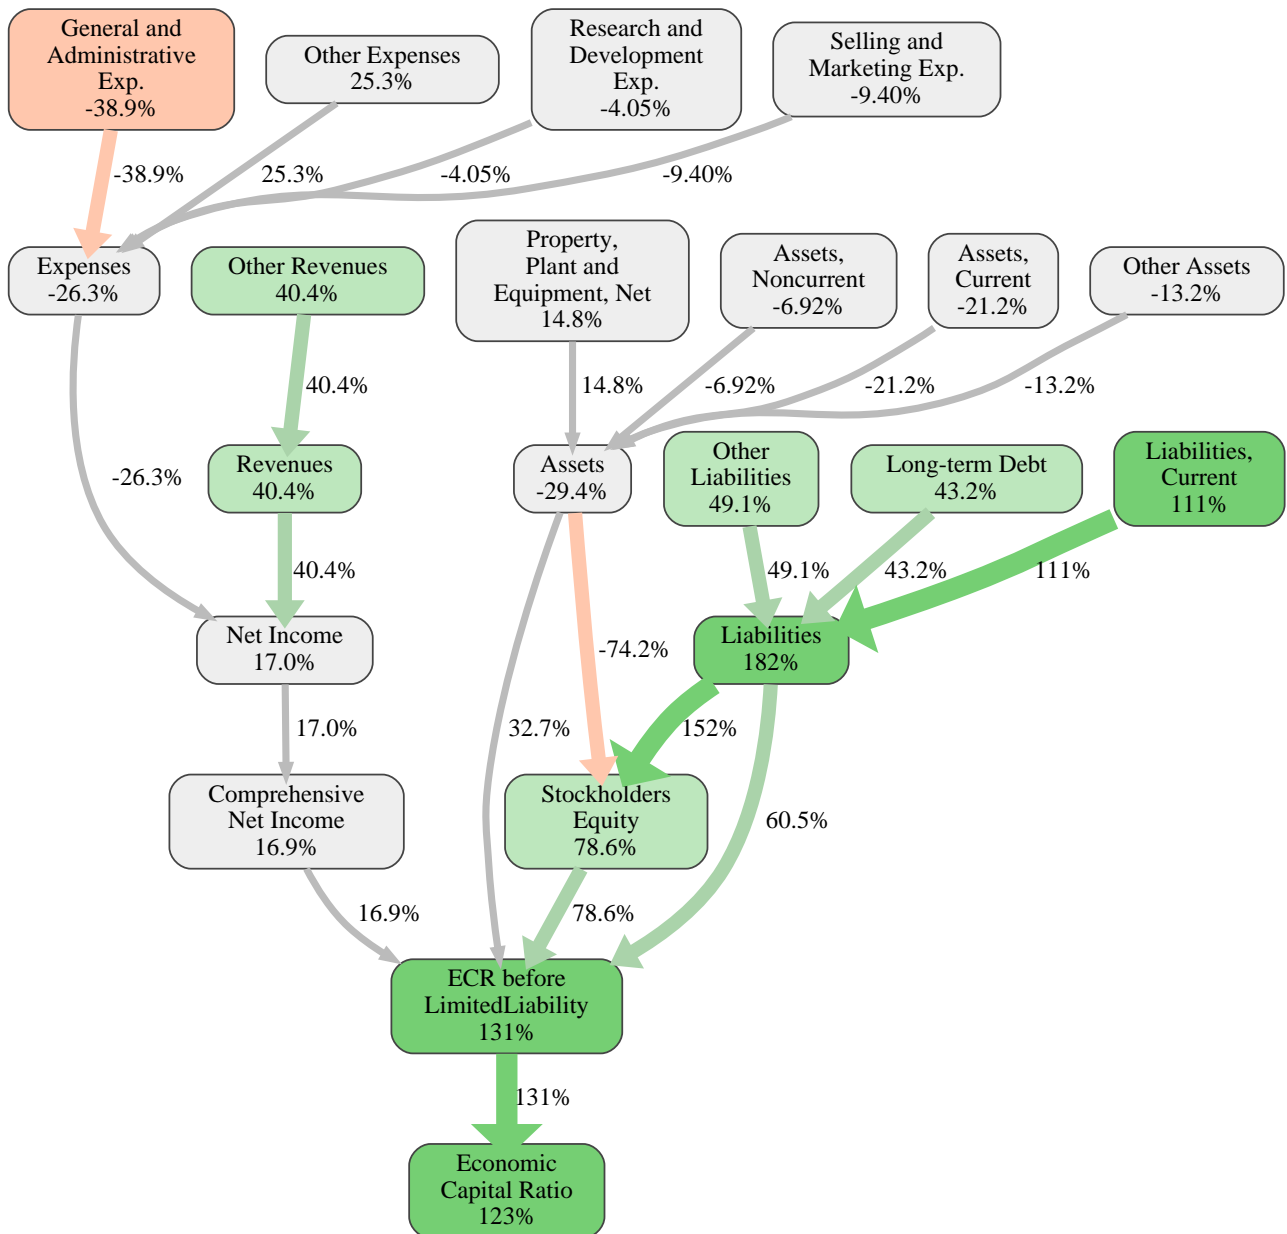 General and
Administrative
Exp.
-38.9%
Other Expenses
25.3%
Research and
Development
Exp.
-4.05%
Selling and
Marketing Exp.
-9.40%
-38.9%
25.3%
-4.05%
-9.40%
Expenses
-26.3%
Other Revenues
40.4%
Property,
Plant and
Equipment, Net
14.8%
Assets,
Noncurrent
-6.92%
Assets,
Current
-21.2%
Other Assets
-13.2%
40.4%
14.8%
-6.92%
-21.2%
-13.2%
-26.3%
Revenues
40.4%
Assets
-29.4%
Other
Liabilities
49.1%
Long-term Debt
43.2%
Liabilities,
Current
111%
40.4%
49.1%
43.2%
111%
Net Income
17.0%
-74.2%
Liabilities
182%
17.0%
32.7%
152%
Comprehensive
Net Income
16.9%
Stockholders
Equity
78.6%
60.5%
16.9%
78.6%
ECR before
LimitedLiability
131%
131%
Economic
Capital Ratio
123%